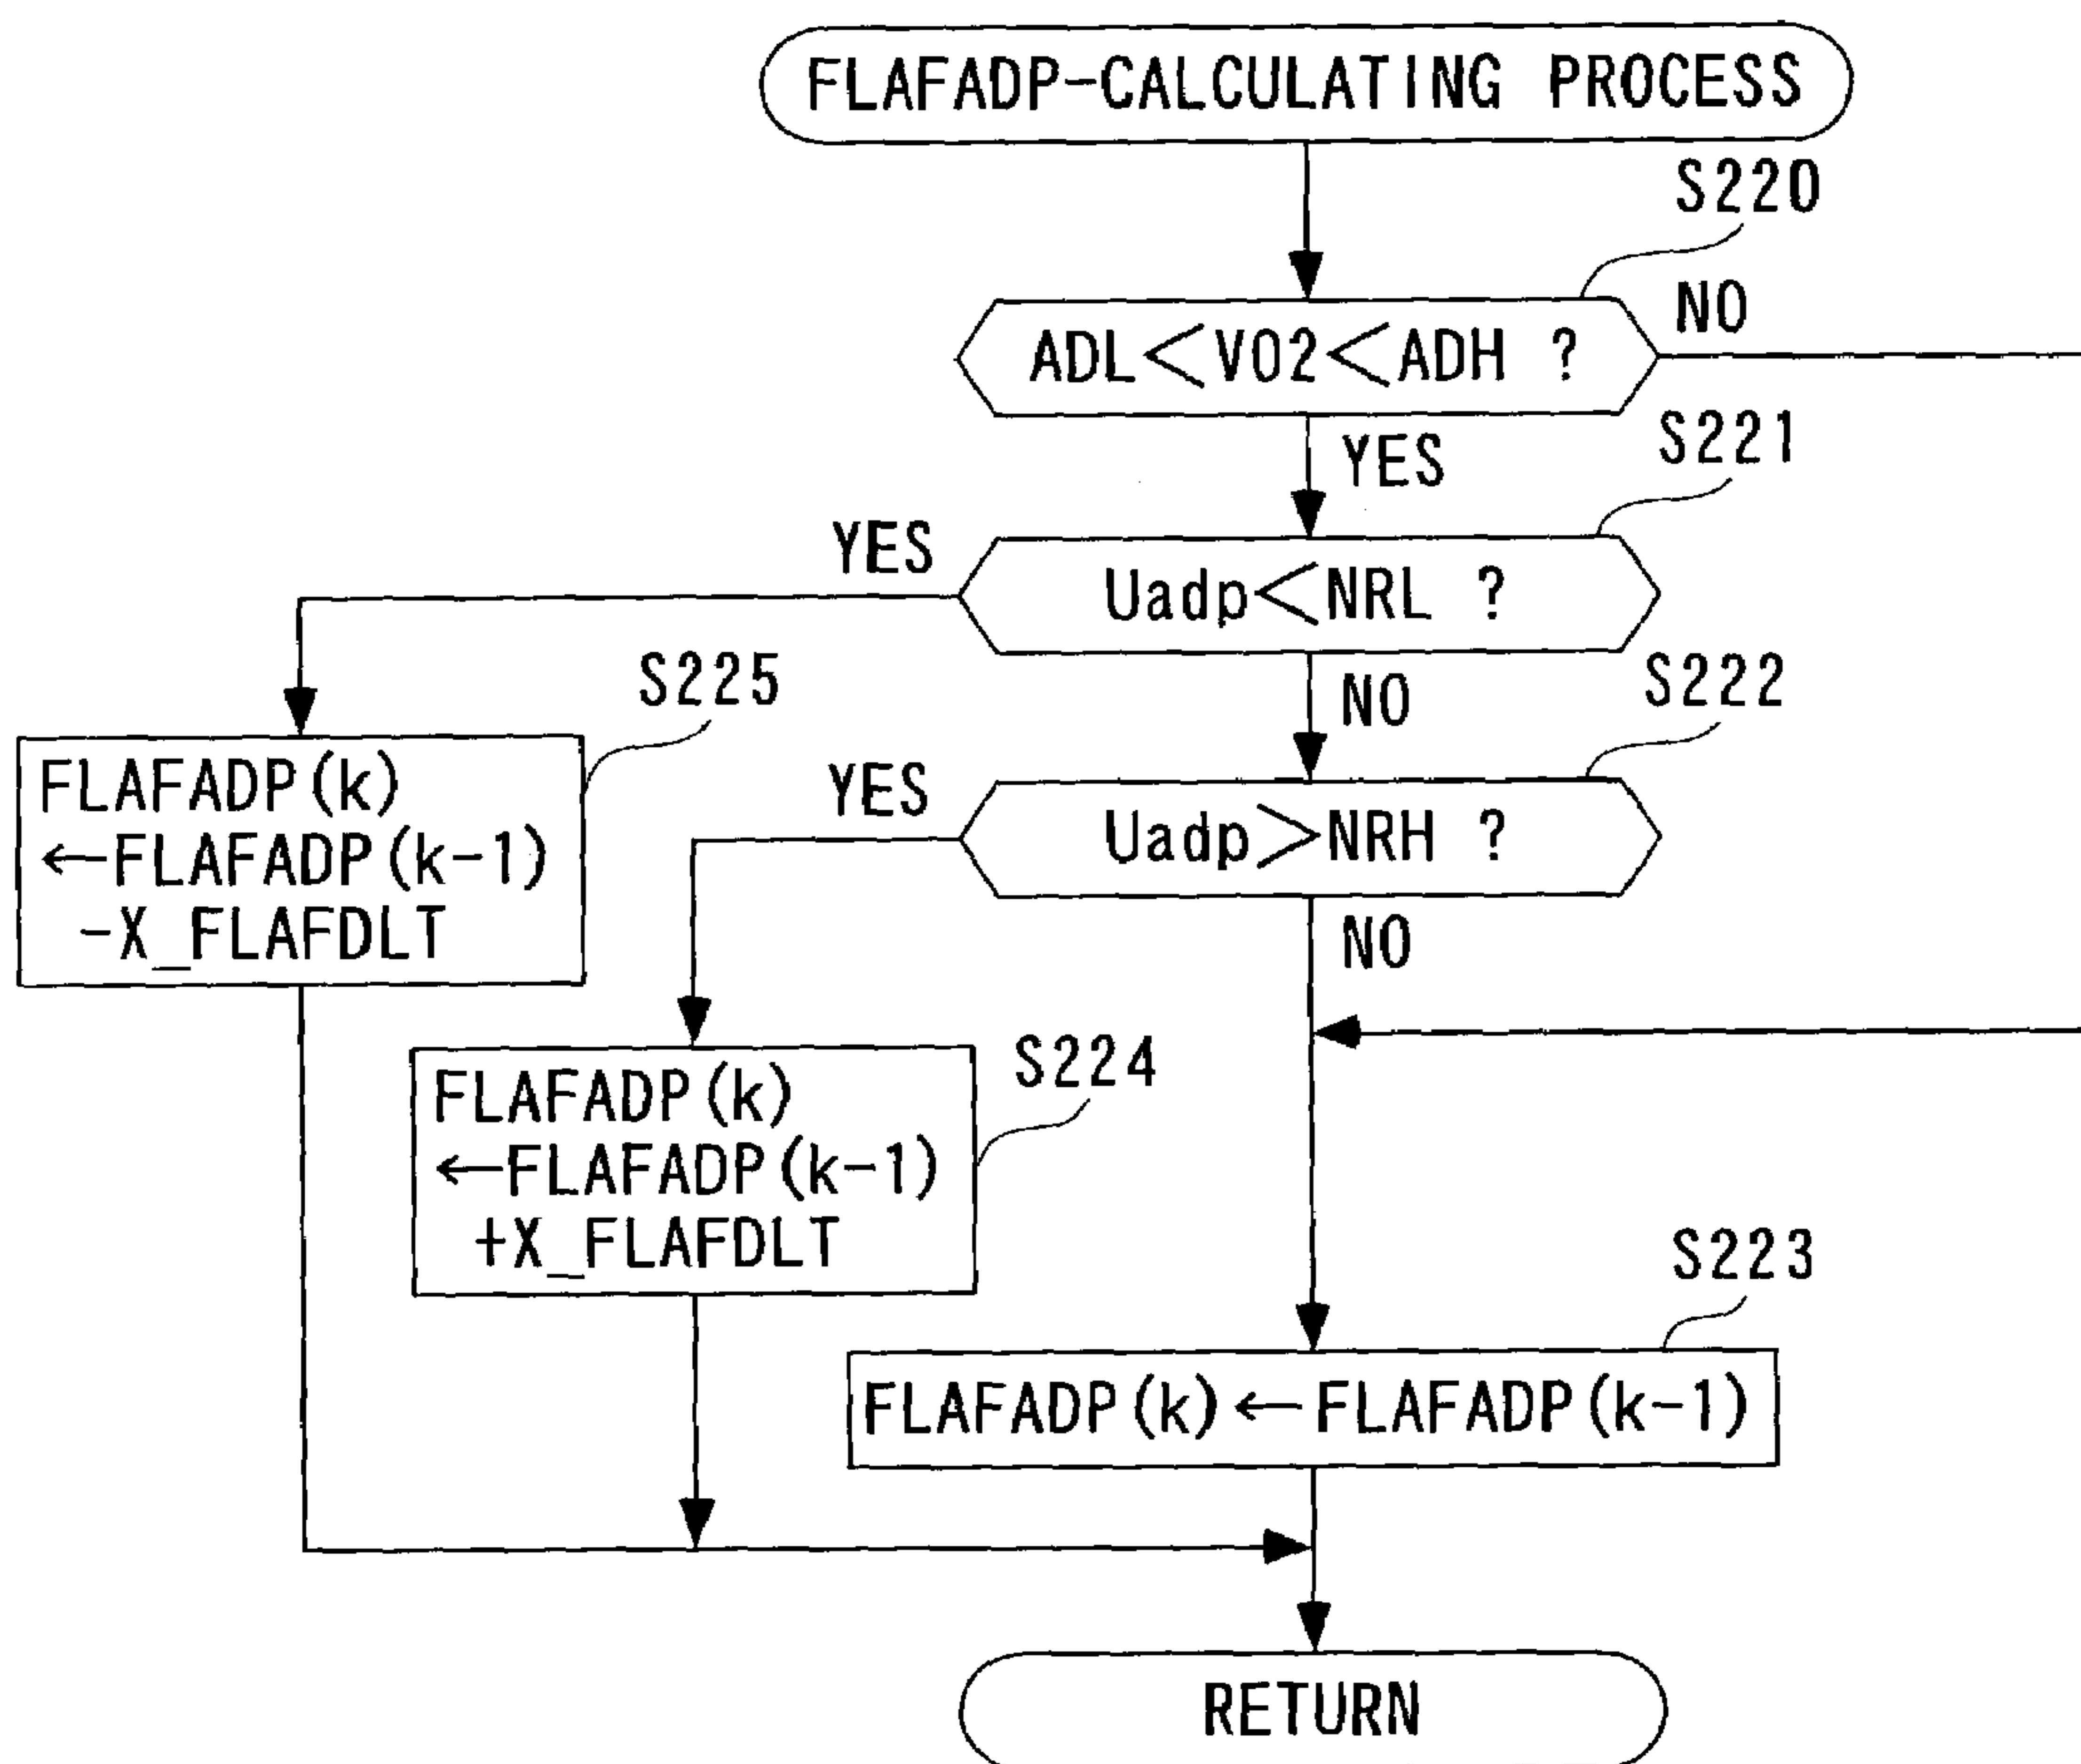 FLAFADP-CALCULATING PROCESS
S220
ADL<VO2<ADH ?
NO
YES
S221
YES
Uadp<NRL ?
NO
S225
S222
FLAFADP(k)
←FLAFADP(k-1)
-X_FLAFDLT
YES
Uadp>NRH ?
NO
S224
FLAFADP(k)
←FLAFADP(k-1)
+X_FLAFDLT
S223
FLAFADP(k)←FLAFADP(k-1)
RETURN